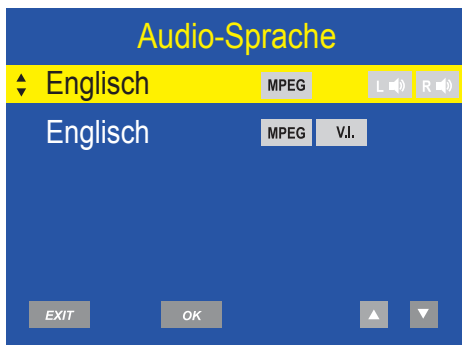 Audio-Sprache
Englisch MPEG L R
Englisch MPEG V.I.
EXIT OK